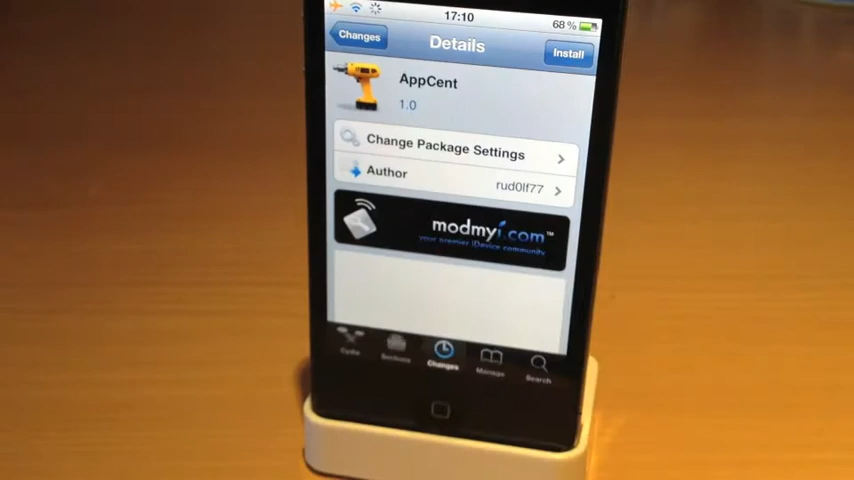 17:10
68%
Changes
Details
Install
AppCent
1.0
Change Package Settings
Author
rud0lf77
modmyi.com™
your premier iDevice community
Cydia
Sections
Changes
Manage
Search